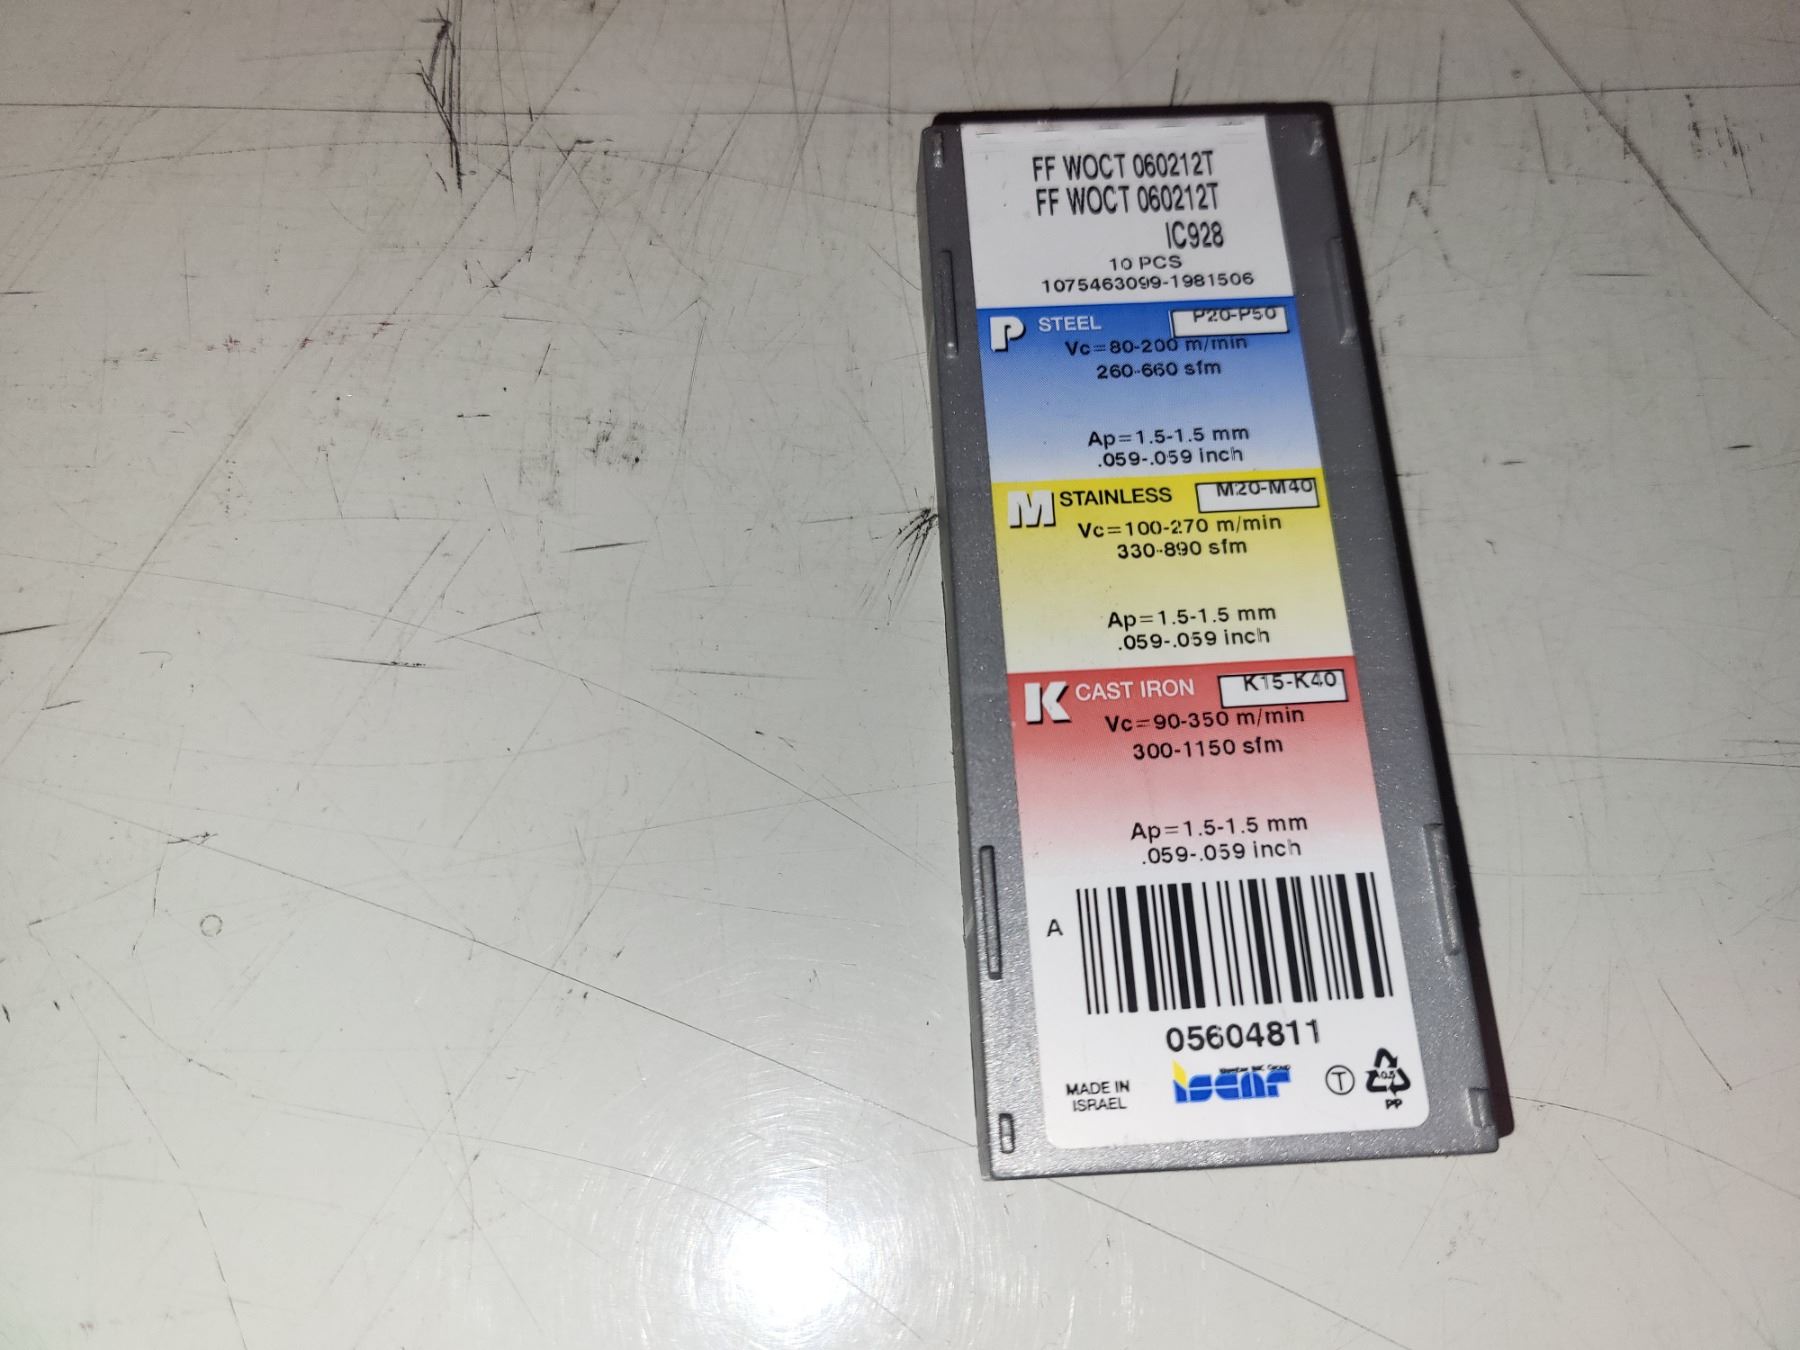 FF WOCT 060212T
FF WOCT 060212T
IC928
10 PCS
1075463099-1981506
P STEEL P20-P50
Vc=80-200 m/min
260-660 sfm
Ap=1.5-1.5 mm
.059-.059 inch
M STAINLESS M20-M40
Vc=100-270 m/min
330-890 sfm
Ap=1.5-1.5 mm
.059-.059 inch
K CAST IRON K15-K40
Vc=90-350 m/min
300-1150 sfm
Ap=1.5-1.5 mm
.059-.059 inch
A
05604811
MADE IN
ISRAEL
iscar
T
PP